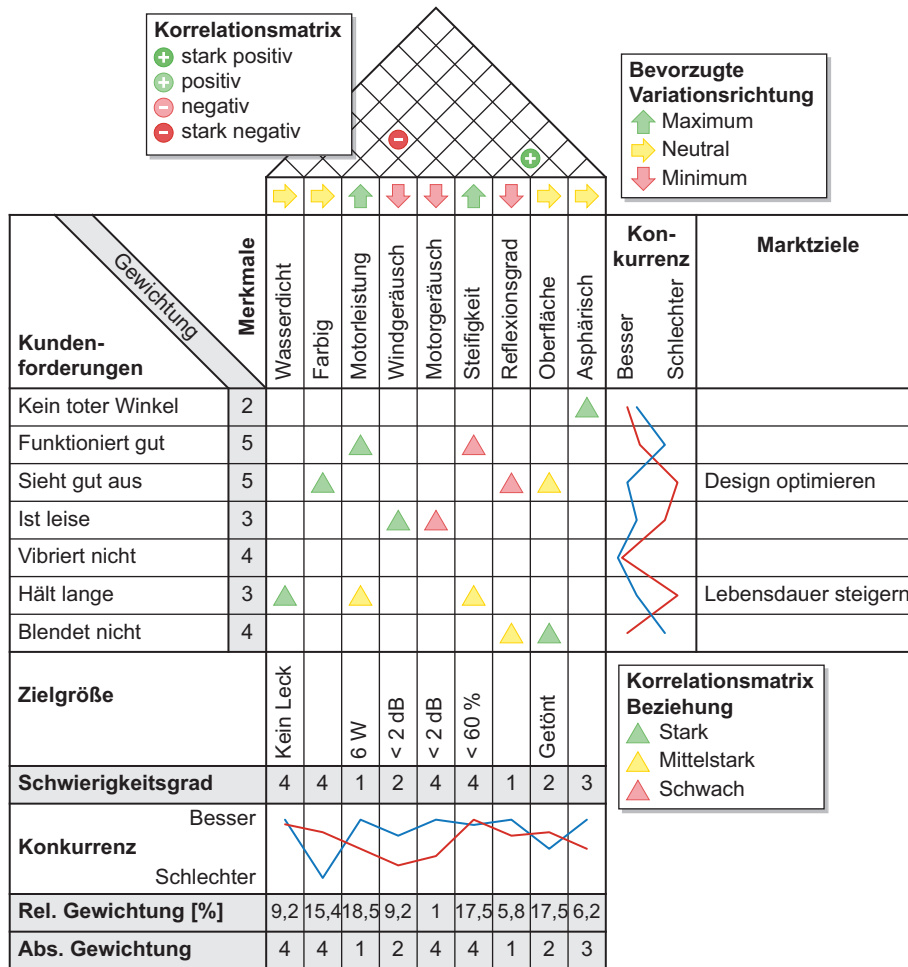 Korrelationsmatrix
stark positiv
positiv
negativ
stark negativ
Bevorzugte
Variationsrichtung
Maximum
Neutral
Minimum
Gewichtung
Kunden-
forderungen
Merkmale
Wasserdicht
Farbig
Motorleistung
Windgeräusch
Motorgeräusch
Steifigkeit
Reflexionsgrad
Oberfläche
Asphärisch
Kon-
kurrenz
Besser
Schlechter
Marktziele
Kein toter Winkel 2
Funktioniert gut 5
Sieht gut aus 5 Design optimieren
Ist leise 3
Vibriert nicht 4
Hält lange 3 Lebensdauer steigern
Blendet nicht 4
Zielgröße
Kein Leck
6 W
< 2 dB
< 2 dB
< 60 %
Getönt
Korrelationsmatrix
Beziehung
Stark
Mittelstark
Schwach
Schwierigkeitsgrad 4 4 1 2 4 4 1 2 3
Besser
Konkurrenz
Schlechter
Rel. Gewichtung [%] 9,2 15,4 18,5 9,2 1 17,5 5,8 17,5 6,2
Abs. Gewichtung 4 4 1 2 4 4 1 2 3